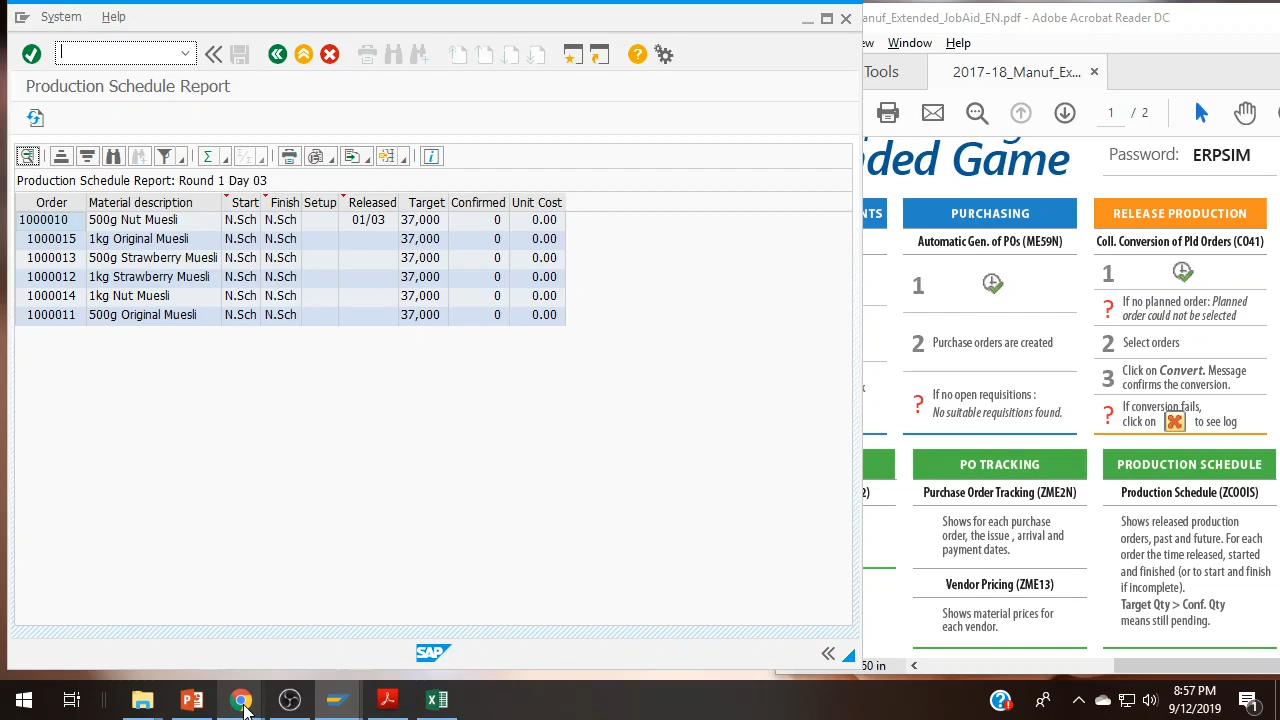 System Help
Production Schedule Report
Production Schedule Report: Round 1 Day 03
Order Material description Start Finish Setup Released Target Confirmed Unit Cost
1000010 500g Nut Muesli N.Sch N.Sch 01/03 37,000 0 0.00
1000015 1kg Original Muesli N.Sch N.Sch 37,000 0 0.00
1000013 500g Strawberry Muesli N.Sch N.Sch 37,000 0 0.00
1000012 1kg Strawberry Muesli N.Sch N.Sch 37,000 0 0.00
1000014 1kg Nut Muesli N.Sch N.Sch 37,000 0 0.00
1000011 500g Original Muesli N.Sch N.Sch 37,000 0 0.00
SAP
anuf_Extended_JobAid_EN.pdf - Adobe Acrobat Reader DC
ew Window Help
Tools 2017-18_Manuf_Ex... ×
1 / 2
nded Game
Password: ERPSIM
NTS
PURCHASING
Automatic Gen. of POs (ME59N)
1
2 Purchase orders are created
? If no open requisitions :
No suitable requisitions found.
RELEASE PRODUCTION
Coll. Conversion of Pld Orders (CO41)
1
? If no planned order: Planned
order could not be selected
2 Select orders
3 Click on Convert. Message
confirms the conversion.
? If conversion fails,
click on to see log
2)
PO TRACKING
Purchase Order Tracking (ZME2N)
Shows for each purchase
order, the issue , arrival and
payment dates.
Vendor Pricing (ZME13)
Shows material prices for
each vendor.
PRODUCTION SCHEDULE
Production Schedule (ZCOOIS)
Shows released production
orders, past and future. For each
order the time released, started
and finished (or to start and finish
if incomplete).
Target Qty > Conf. Qty
means still pending.
50 in
8:57 PM
9/12/2019
1